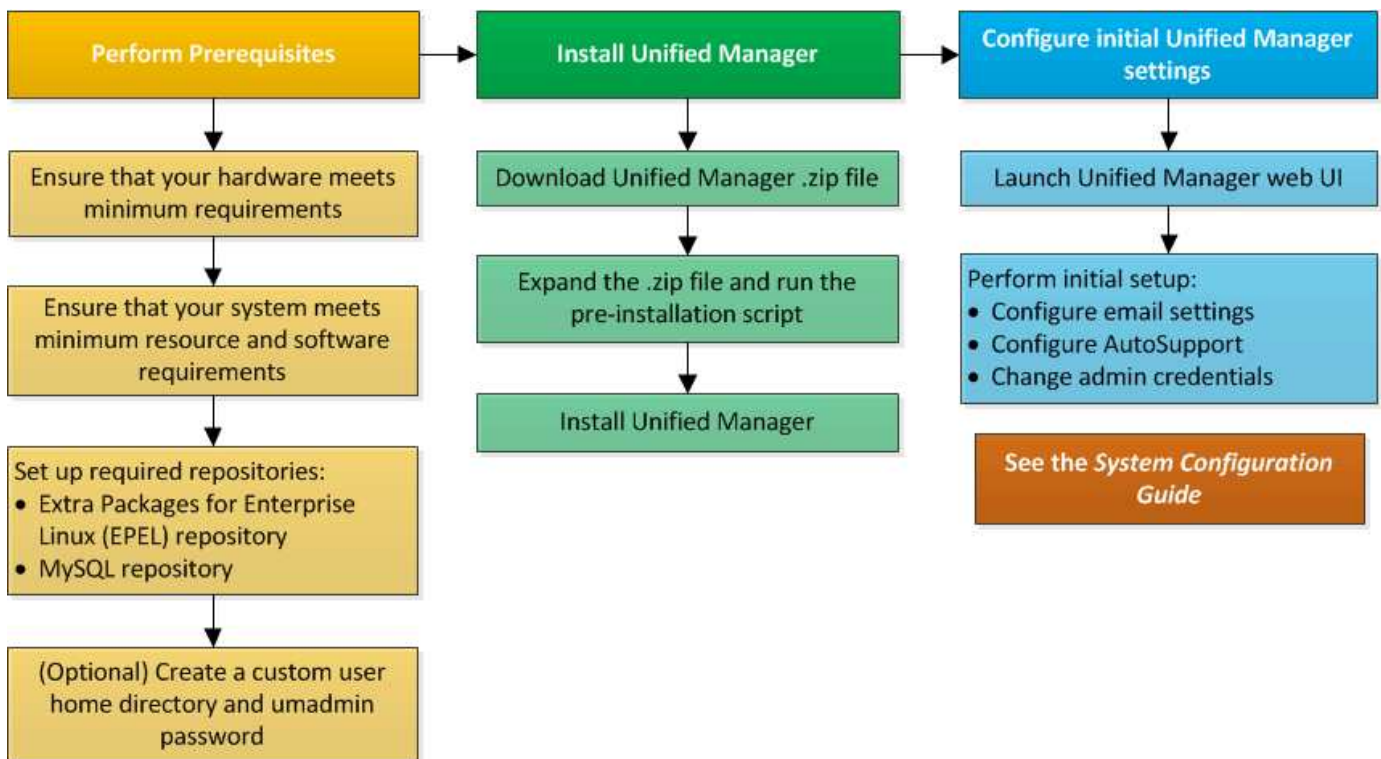 Perform Prerequisites
Ensure that your hardware meets
minimum requirements
Ensure that your system meets
minimum resource and software
requirements
Set up required repositories:
• Extra Packages for Enterprise
Linux (EPEL) repository
• MySQL repository
(Optional) Create a custom user
home directory and umadmin
password
Install Unified Manager
Download Unified Manager .zip file
Expand the .zip file and run the
pre-installation script
Install Unified Manager
Configure initial Unified Manager
settings
Launch Unified Manager web UI
Perform initial setup:
• Configure email settings
• Configure AutoSupport
• Change admin credentials
See the System Configuration
Guide